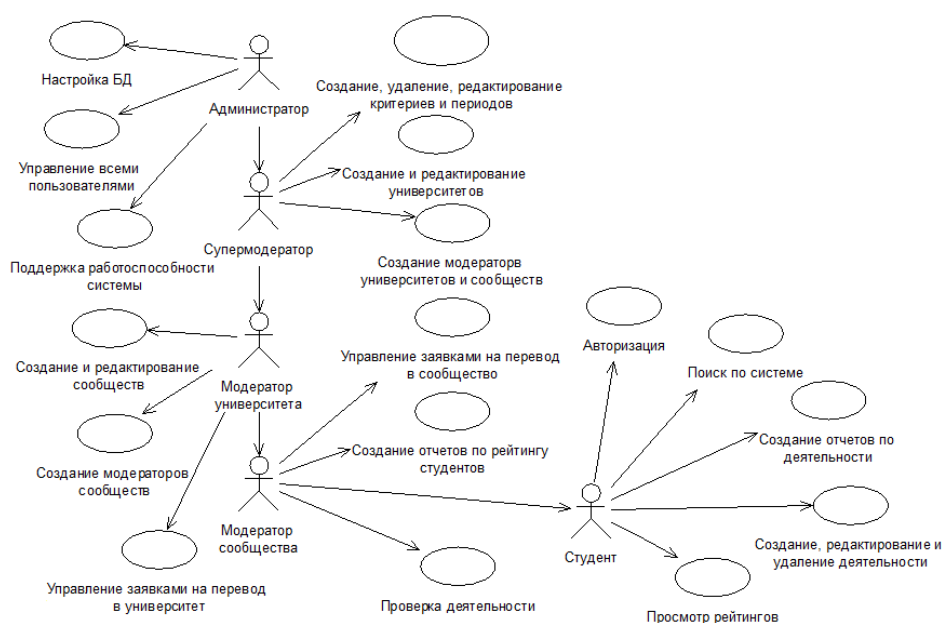 Настройка БД
Администратор
Создание, удаление, редактирование
критериев и периодов
Управление всеми
пользователями
Создание и редактирование
университетов
Супермодератор
Поддержка работоспособности
системы
Создание модераторв
университетов и сообществ
Создание и редактирование
сообществ
Модератор
университета
Управление заявками на перевод
в сообщество
Авторизация
Поиск по системе
Создание модераторов
сообществ
Создание отчетов по рейтингу
студентов
Создание отчетов по
деятельности
Модератор
сообщества
Студент
Создание, редактирование и
удаление деятельности
Управление заявками на перевод
в университет
Проверка деятельности
Просмотр рейтингов